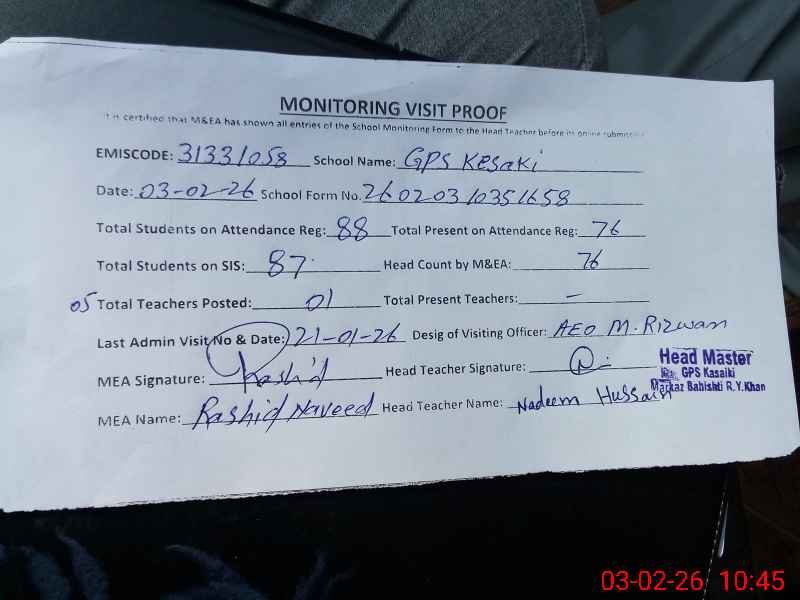 MONITORING VISIT PROOF
It is certified that M&EA has shown all entries of the School Monitoring Form to the Head Teacher before its online submission
EMISCODE: 31331058 School Name: GPS Kesaki
Date: 03-02-26 School Form No. 26020310351658
Total Students on Attendance Reg: 88 Total Present on Attendance Reg: 76
Total Students on SIS: 87 Head Count by M&EA: 76
05 Total Teachers Posted: 01 Total Present Teachers: -
Last Admin Visit No & Date: 21-01-26 Desig of Visiting Officer: AEO M. Rizwan
MEA Signature: Rashid Head Teacher Signature:
Head Master
GPS Kasaiki
Markaz Bahishti R.Y.Khan
MEA Name: Rashid Naveed Head Teacher Name: Nadeem Hussain
03-02-26 10:45